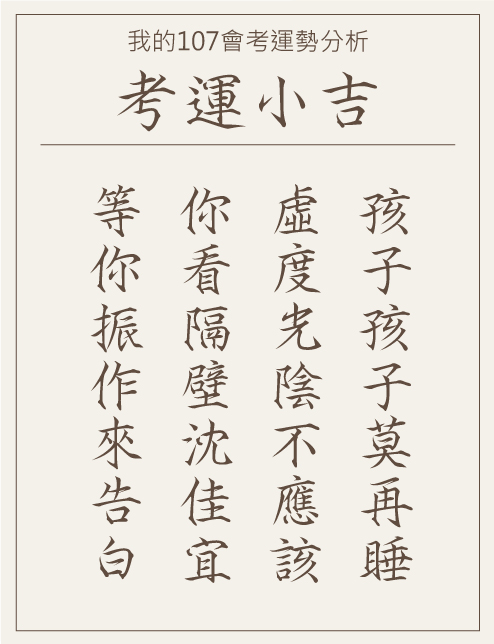 我的107會考運勢分析
考運小吉
孩子孩子莫再睡
虛度光陰不應該
你看隔壁沈佳宜
等你振作來告白